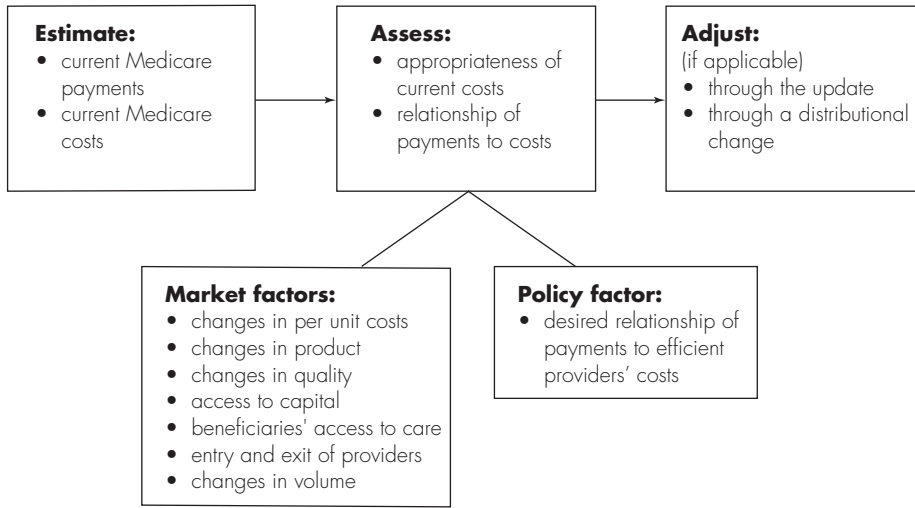 Estimate:
• current Medicare
payments
• current Medicare
costs
Assess:
• appropriateness of
current costs
• relationship of
payments to costs
Adjust:
(if applicable)
• through the update
• through a distributional
change
Market factors:
• changes in per unit costs
• changes in product
• changes in quality
• access to capital
• beneficiaries' access to care
• entry and exit of providers
• changes in volume
Policy factor:
• desired relationship of
payments to efficient
providers’ costs